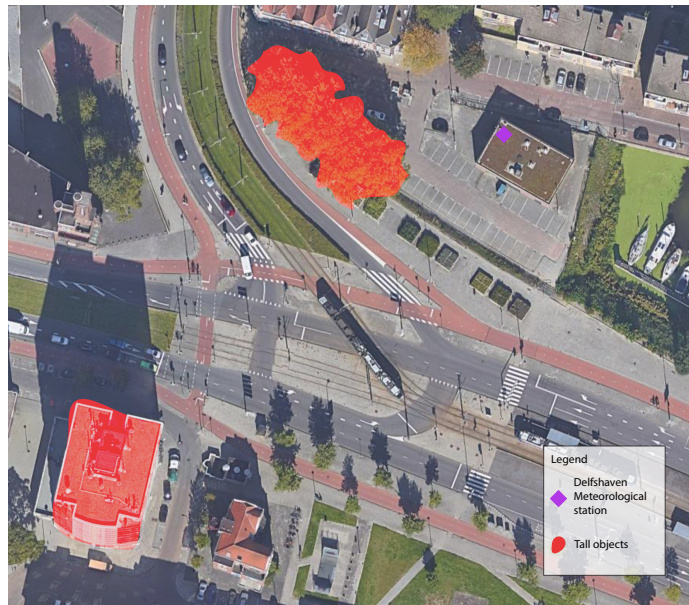 Legend
Delfshaven
Meteorological
station
Tall objects